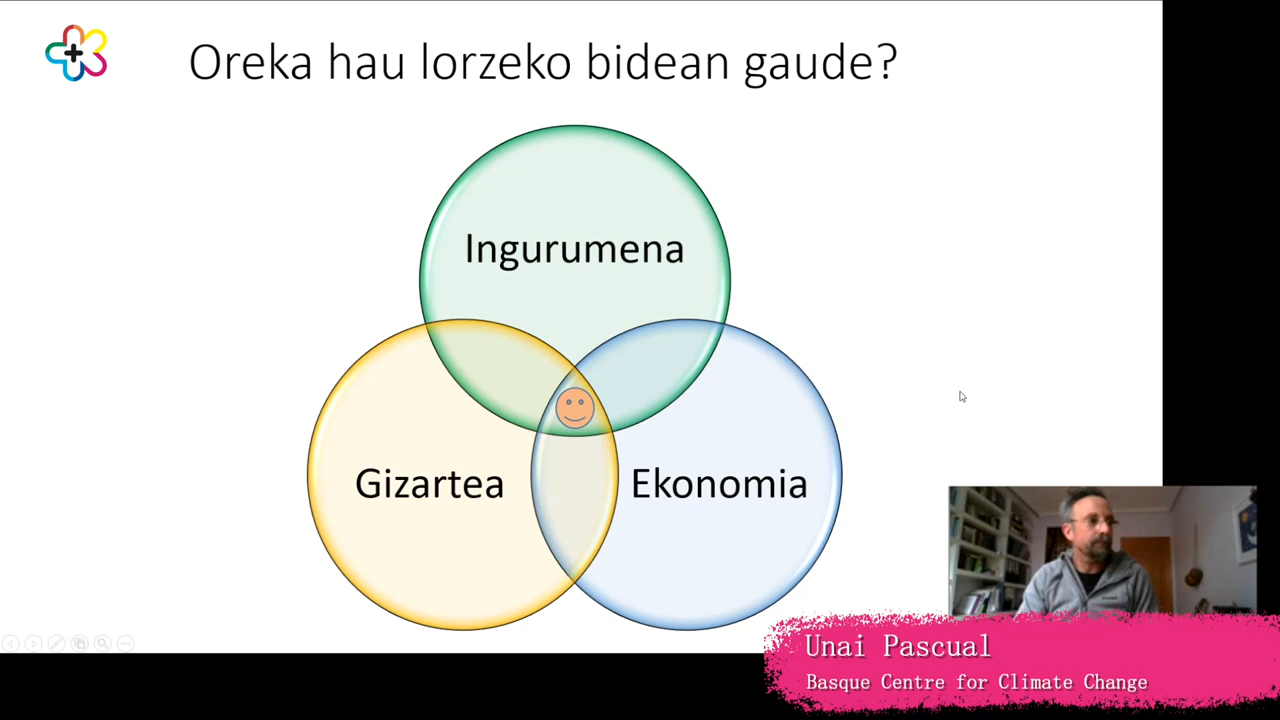 Oreka hau lorzeko bidean gaude?
Ingurumena
Gizartea
Ekonomia
Unai Pascual
Basque Centre for Climate Change